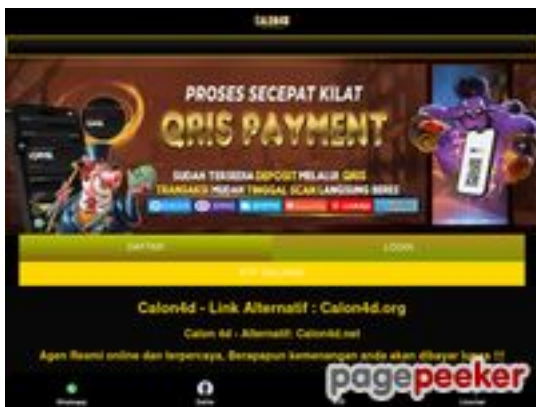 CALON4D
PROSES SECEPAT KILAT
QRIS PAYMENT
SUDAH TERSEDIA DEPOSIT MELALUI QRIS
TRANSAKSI MUDAH TINGGAL SCAN LANGSUNG BERES
DAFTAR
LOGIN
Calon4d - Link Alternatif : Calon4d.org
Calon 4d - Alternatif: Calon4d.net
Agen Resmi online dan terpercaya, Berapapun kemenangan anda akan dibayar !!!
Whatsapp
Daftar
Livechat
pagepeeker